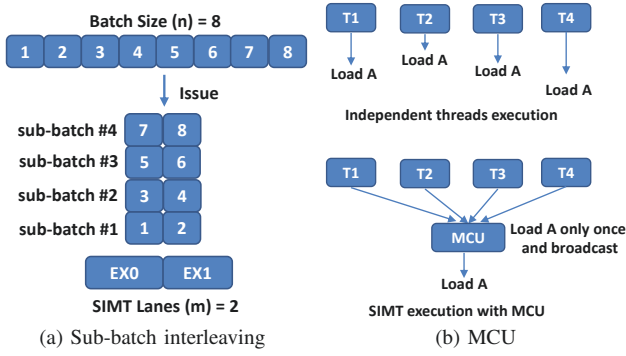 Batch Size (n) = 8
1 2 3 4 5 6 7 8
Issue
sub-batch #4 7 8
sub-batch #3 5 6
sub-batch #2 3 4
sub-batch #1 1 2
EX0 EX1
SIMT Lanes (m) = 2
(a) Sub-batch interleaving
T1 T2 T3 T4
Load A Load A Load A Load A
Independent threads execution
T1 T2 T3 T4
MCU
Load A only once
and broadcast
Load A
SIMT execution with MCU
(b) MCU